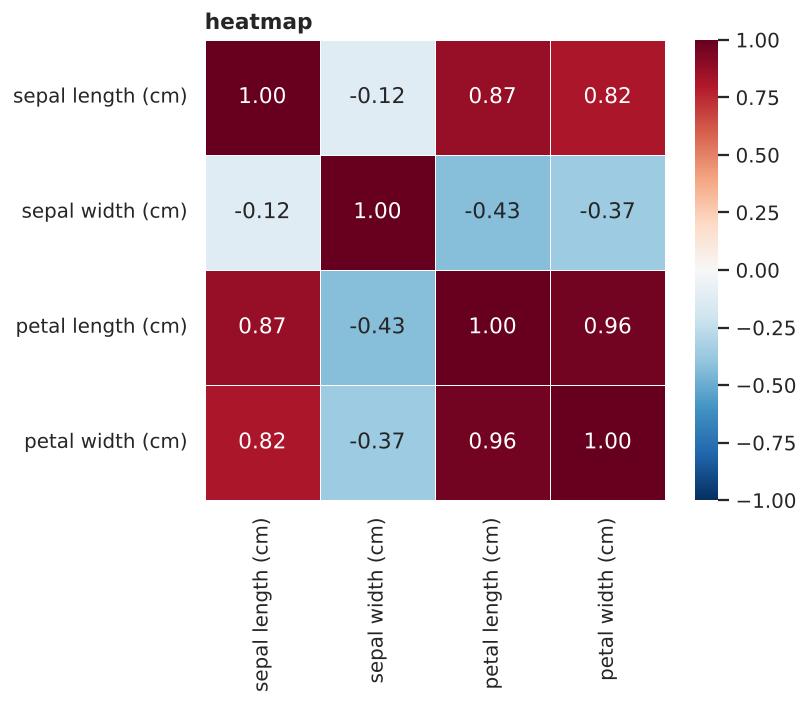 heatmap
sepal length (cm) 1.00 -0.12 0.87 0.82
sepal width (cm) -0.12 1.00 -0.43 -0.37
petal length (cm) 0.87 -0.43 1.00 0.96
petal width (cm) 0.82 -0.37 0.96 1.00
sepal length (cm)
sepal width (cm)
petal length (cm)
petal width (cm)
1.00
0.75
0.50
0.25
0.00
−0.25
−0.50
−0.75
−1.00